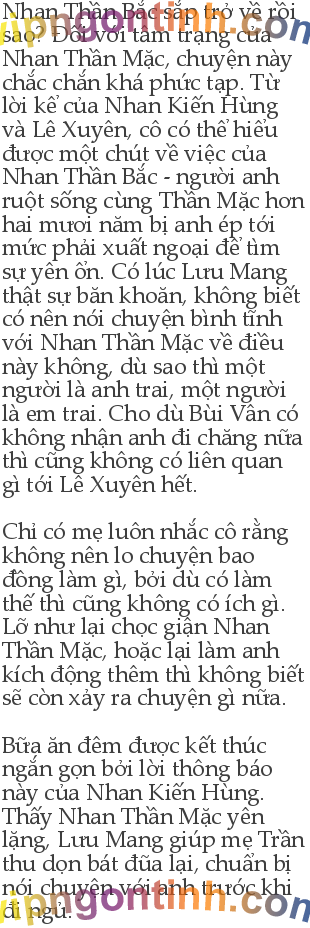 Nhan Thần Bắc sắp trở về rồi
sao? Đối với tâm trạng của
Nhan Thần Mặc, chuyện này
chắc chắn khá phức tạp. Từ
lời kể của Nhan Kiến Hùng
và Lê Xuyên, cô có thể hiểu
được một chút về việc của
Nhan Thần Bắc - người anh
ruột sống cùng Thần Mặc hơn
hai mươi năm bị anh ép tới
mức phải xuất ngoại để tìm
sự yên ổn. Có lúc Lưu Mang
thật sự băn khoăn, không biết
có nên nói chuyện bình tĩnh
với Nhan Thần Mặc về điều
này không, dù sao thì một
người là anh trai, một người
là em trai. Cho dù Bùi Vân có
không nhận anh đi chăng nữa
thì cũng không có liên quan
gì tới Lê Xuyên hết.

Chỉ có mẹ luôn nhắc cô rằng
không nên lo chuyện bao
đồng làm gì, bởi dù có làm
thế thì cũng không có ích gì.
Lỡ như lại chọc giận Nhan
Thần Mặc, hoặc lại làm anh
kích động thêm thì không biết
sẽ còn xảy ra chuyện gì nữa.

Bữa ăn đêm được kết thúc
ngắn gọn bởi lời thông báo
này của Nhan Kiến Hùng.
Thấy Nhan Thần Mặc yên
lặng, Lưu Mang giúp mẹ Trần
thu dọn bát đũa lại, chuẩn bị
nói chuyện với anh trước khi
đi ngủ.
vipngontinh.com